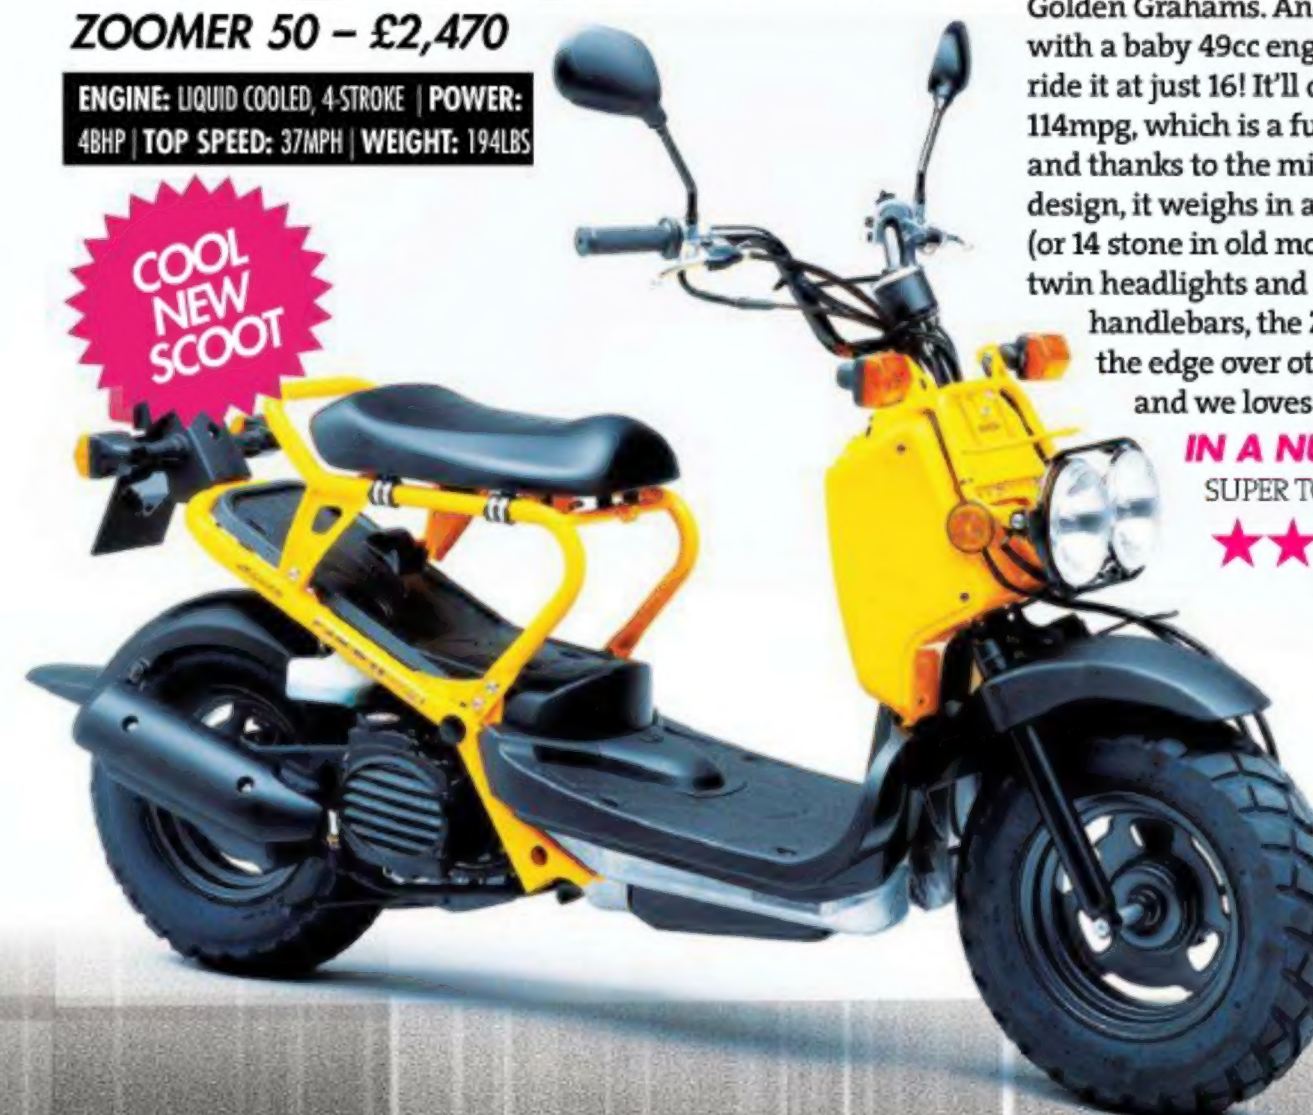 ZOOMER 50 – £2,470
ENGINE: LIQUID COOLED, 4-STROKE | POWER:
4BHP | TOP SPEED: 37MPH | WEIGHT: 194LBS
COOL
NEW
SCOOT
Golden Grahams. An
with a baby 49cc eng
ride it at just 16! It'll
114mpg, which is a fu
and thanks to the mi
design, it weighs in a
(or 14 stone in old mo
twin headlights and
handlebars, the
the edge over ot
and we loves
IN A NU
SUPER TO